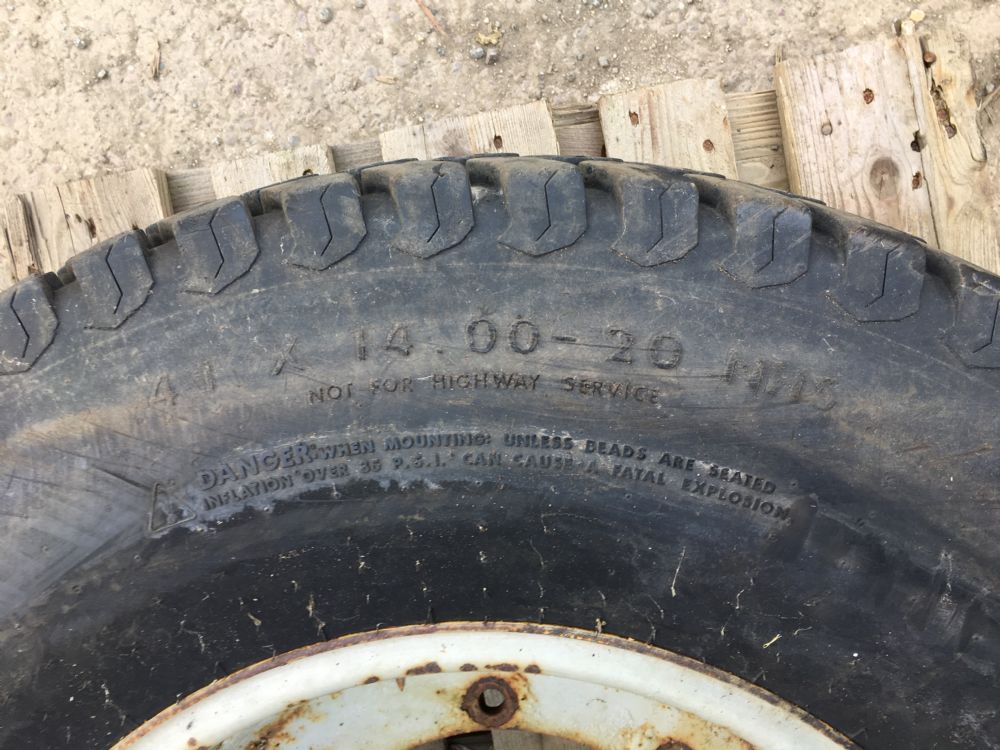 41 X 14.00-20 NHS
NOT FOR HIGHWAY SERVICE
DANGER: WHEN MOUNTING: UNLESS BEADS ARE SEATED
INFLATION OVER 35 P.S.I. CAN CAUSE A FATAL EXPLOSION